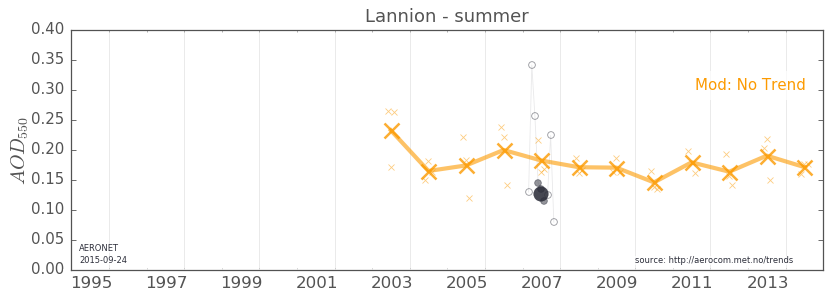 Lannion - summer
0.40
0.35
0.30
0.25
0.20
0.15
0.10
0.05
0.00
AOD550
Mod: No Trend
AERONET
2015-09-24
source: http://aerocom.met.no/trends
1995 1997 1999 2001 2003 2005 2007 2009 2011 2013